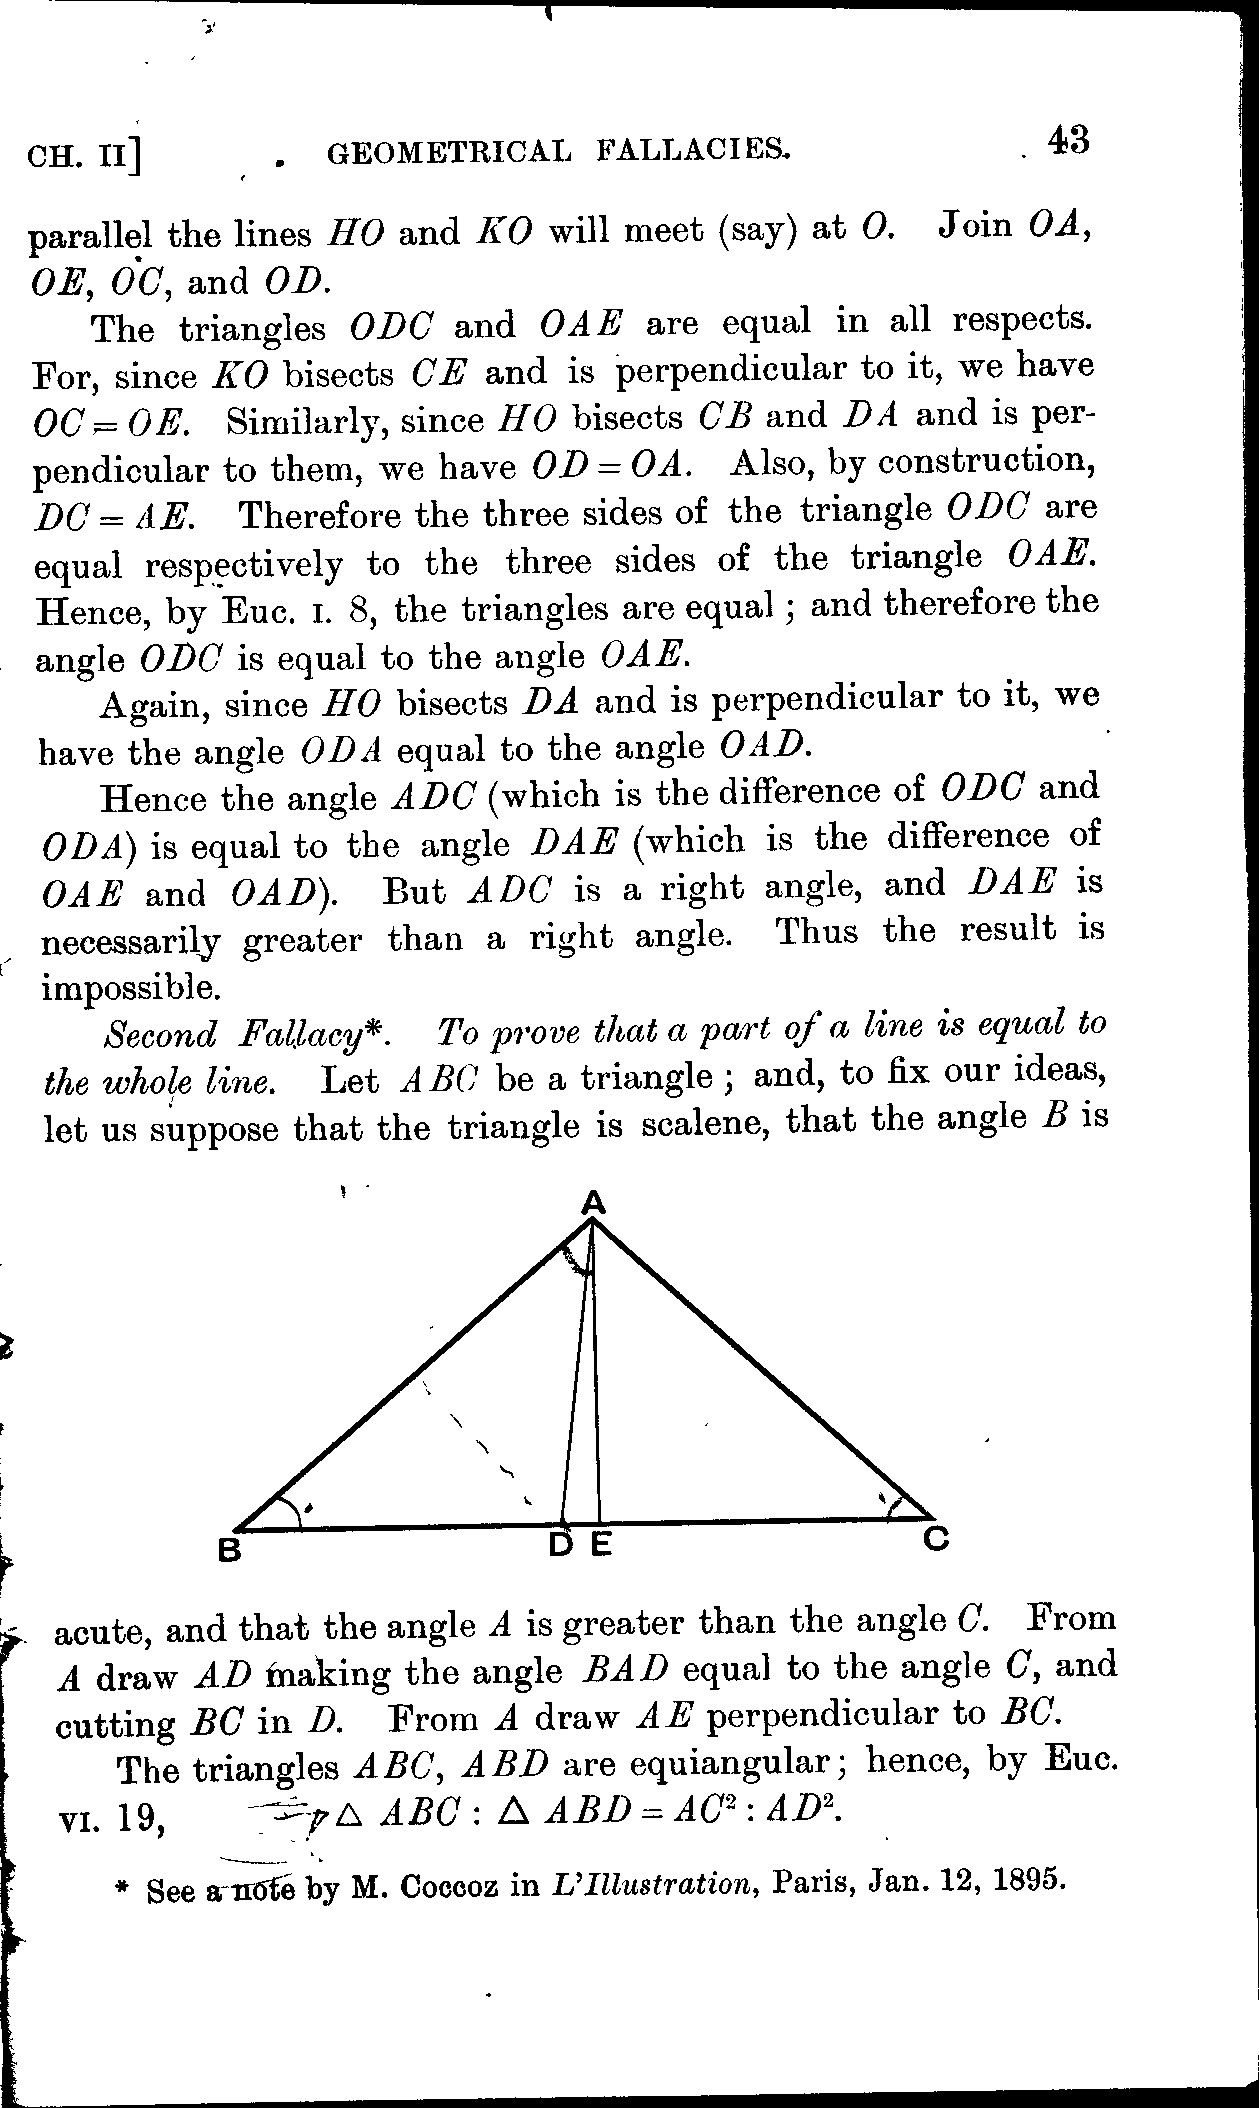 CH. II] GEOMETRICAL FALLACIES. 43
parallel the lines HO and KO will meet (say) at O. Join OA,
OE, OC, and OD.
The triangles ODC and OAE are equal in all respects.
For, since KO bisects CE and is perpendicular to it, we have
OC = OE. Similarly, since HO bisects CB and DA and is per-
pendicular to them, we have OD = OA. Also, by construction,
DC = AE. Therefore the three sides of the triangle ODC are
equal respectively to the three sides of the triangle OAE.
Hence, by Euc. I. 8, the triangles are equal; and therefore the
angle ODC is equal to the angle OAE.
Again, since HO bisects DA and is perpendicular to it, we
have the angle ODA equal to the angle OAD.
Hence the angle ADC (which is the difference of ODC and
ODA) is equal to the angle DAE (which is the difference of
OAE and OAD). But ADC is a right angle, and DAE is
necessarily greater than a right angle. Thus the result is
impossible.
Second Fallacy*. To prove that a part of a line is equal to
the whole line. Let ABC be a triangle; and, to fix our ideas,
let us suppose that the triangle is scalene, that the angle B is
A
B D E C
acute, and that the angle A is greater than the angle C. From
A draw AD making the angle BAD equal to the angle C, and
cutting BC in D. From A draw AE perpendicular to BC.
The triangles ABC, ABD are equiangular; hence, by Euc.
VI. 19, △ ABC : △ ABD = AC² : AD².
* See a note by M. Coccoz in L'Illustration, Paris, Jan. 12, 1895.